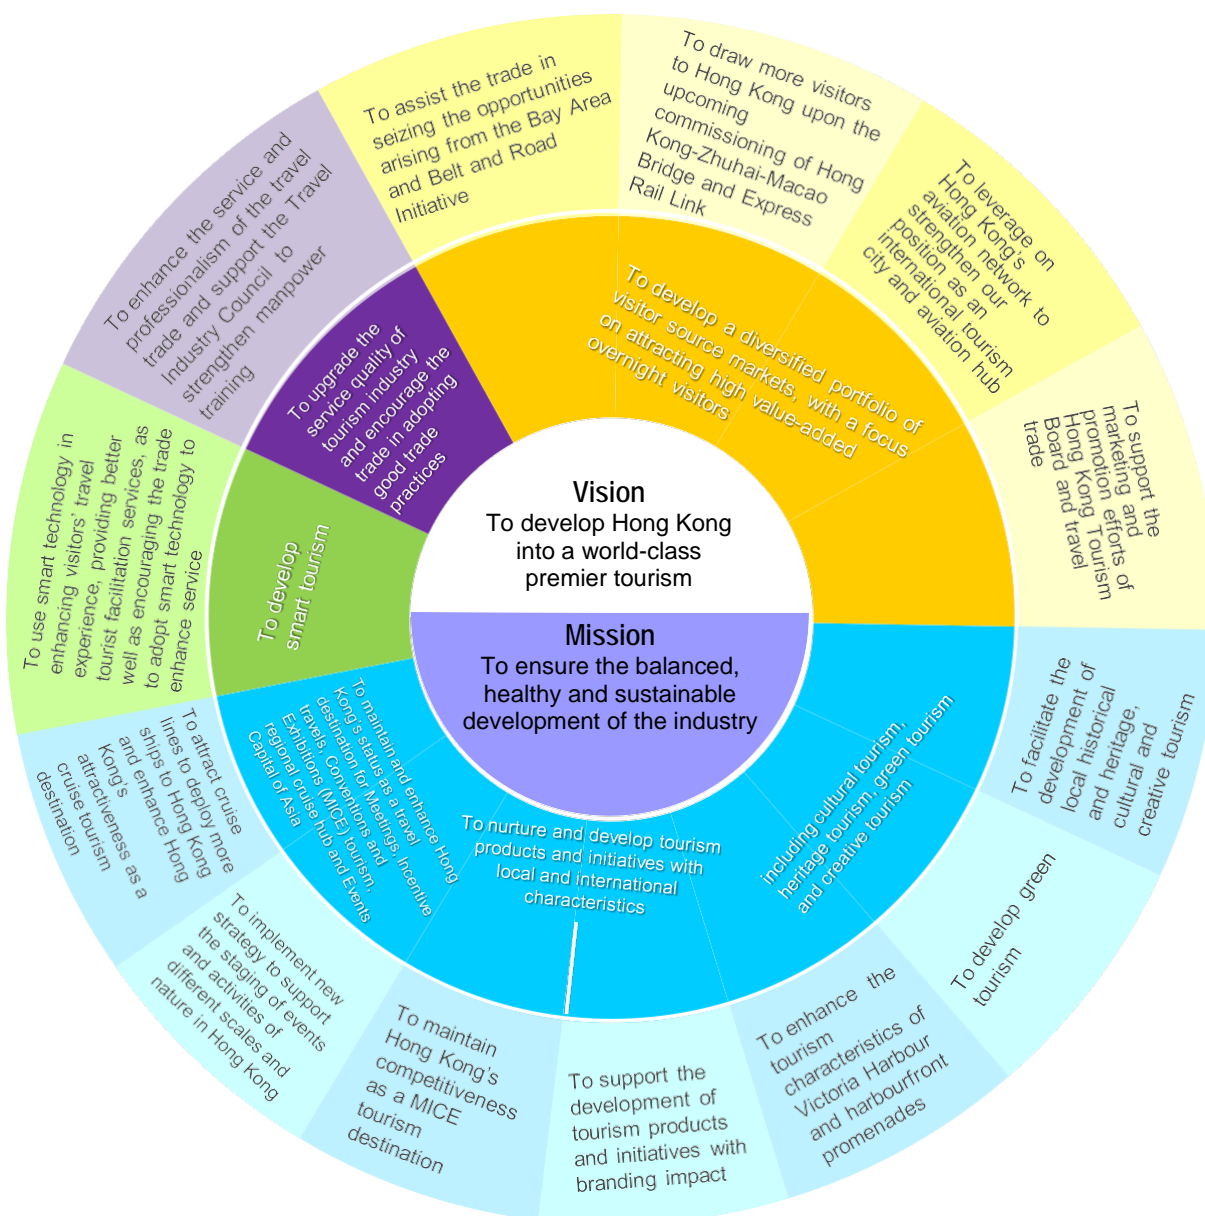 Vision
To develop Hong Kong
into a world-class
premier tourism
Mission
To ensure the balanced,
healthy and sustainable
development of the industry
To develop a diversified portfolio of
visitor source markets, with a focus
on attracting high value-added
overnight visitors
To nurture and develop tourism
products and initiatives with
local and international
characteristics
including cultural tourism,
heritage tourism, green tourism
and creative tourism
To maintain and enhance Hong
Kong's status as a travel
destination for Meetings, Incentive
travels, Conventions and
Exhibitions (MICE) tourism,
regional cruise hub and Events
Capital of Asia
To develop
smart tourism
To upgrade the
service quality of
tourism industry
and encourage the
trade in adopting
good trade
practices
To assist the trade in
seizing the opportunities
arising from the Bay Area
and Belt and Road
Initiative
To draw more visitors
to Hong Kong upon the
upcoming
commissioning of Hong
Kong-Zhuhai-Macao
Bridge and Express
Rail Link
To leverage on
Hong Kong's
aviation network to
strengthen our
position as an
international tourism
city and aviation hub
To support the
marketing and
promotion efforts of
Hong Kong Tourism
Board and travel
trade
To facilitate the
development of
local historical
and heritage,
cultural and
creative tourism
To develop green
tourism
To enhance the
tourism
characteristics of
Victoria Harbour
and harbourfront
promenades
To support the
development of
tourism products
and initiatives with
branding impact
To maintain
Hong Kong's
competitiveness
as a MICE
tourism
destination
To implement new
strategy to support
the staging of events
and activities of
different scales and
nature in Hong Kong
To attract cruise
lines to deploy more
ships to Hong Kong
and enhance Hong
Kong's
attractiveness as a
cruise tourism
destination
To use smart technology in
enhancing visitors' travel
experience, providing better
tourist facilitation services, as
well as encouraging the trade
to adopt smart technology to
enhance service
To enhance the service and
professionalism of the travel
trade and support the Travel
Industry Council to
strengthen manpower
training